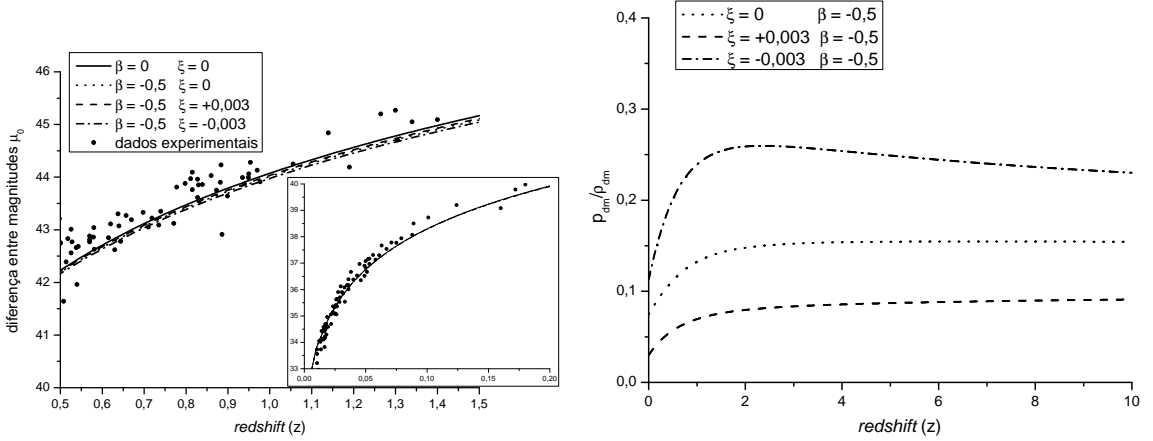 β = 0 ξ = 0
β = -0,5 ξ = 0
β = -0,5 ξ = +0,003
β = -0,5 ξ = -0,003
dados experimentais
diferença entre magnitudes μ₀
46
45
44
43
42
41
40
0,5 0,6 0,7 0,8 0,9 1,0 1,1 1,2 1,3 1,4 1,5
redshift (z)
40
39
38
37
36
35
34
33
0,00 0,05 0,10 0,15 0,20
ξ = 0 β = -0,5
ξ = +0,003 β = -0,5
ξ = -0,003 β = -0,5
p_dm/ρ_dm
0,4
0,3
0,2
0,1
0,0
0 2 4 6 8 10
redshift (z)